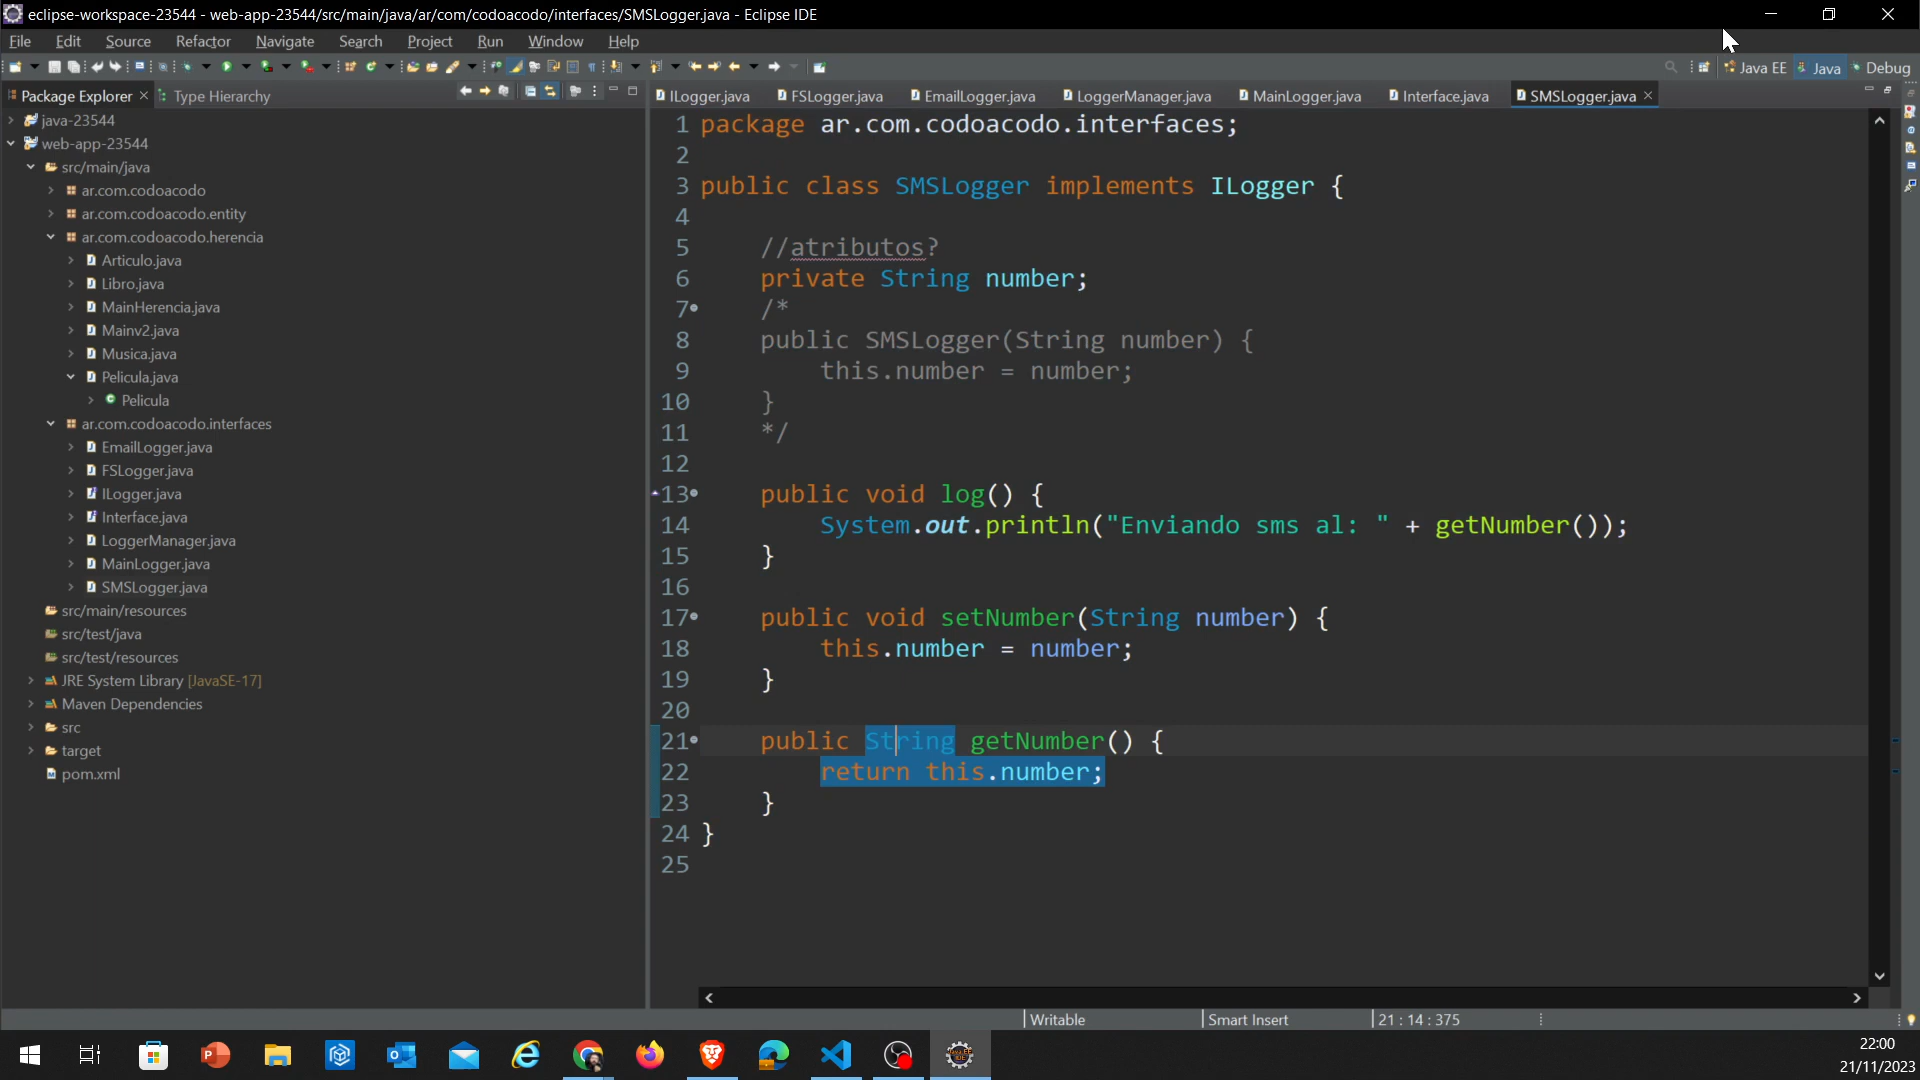 eclipse-workspace-23544 - web-app-23544/src/main/java/ar/com/codoacodo/interfaces/SMSLogger.java - Eclipse IDE
File Edit Source Refactor Navigate Search Project Run Window Help
Java EE Java Debug
Package Explorer Type Hierarchy
ILogger.java FSLogger.java EmailLogger.java LoggerManager.java MainLogger.java Interface.java SMSLogger.java
java-23544
web-app-23544
src/main/java
ar.com.codoacodo
ar.com.codoacodo.entity
ar.com.codoacodo.herencia
Articulo.java
Libro.java
MainHerencia.java
Mainv2.java
Musica.java
Pelicula.java
Pelicula
ar.com.codoacodo.interfaces
EmailLogger.java
FSLogger.java
ILogger.java
Interface.java
LoggerManager.java
MainLogger.java
SMSLogger.java
src/main/resources
src/test/java
src/test/resources
JRE System Library [JavaSE-17]
Maven Dependencies
src
target
pom.xml
1 package ar.com.codoacodo.interfaces;
2
3 public class SMSLogger implements ILogger {
4
5 //atributos?
6 private String number;
7 /*
8 public SMSLogger(String number) {
9 this.number = number;
10 }
11 */
12
13 public void log() {
14 System.out.println("Enviando sms al: " + getNumber());
15 }
16
17 public void setNumber(String number) {
18 this.number = number;
19 }
20
21 public String getNumber() {
22 return this.number;
23 }
24 }
25
Writable Smart Insert 21 : 14 : 375
22:00
21/11/2023